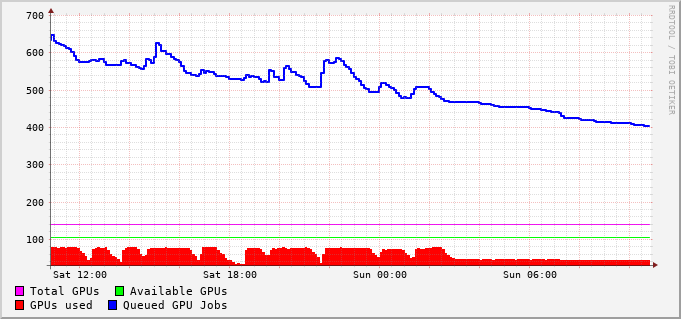 700
600
500
400
300
200
100
Sat 12:00 Sat 18:00 Sun 00:00 Sun 06:00
Total GPUs Available GPUs
GPUs used Queued GPU Jobs
RRDTOOL / TOBI OETIKER